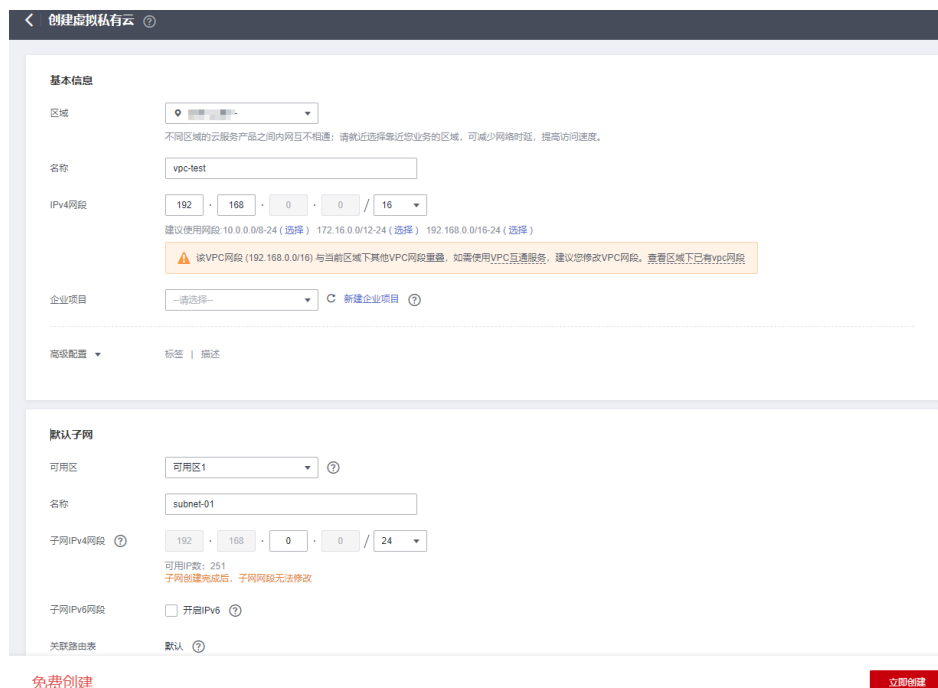 创建虚拟私有云
基本信息
区域
不同区域的云服务产品之间内网互不相通；请就近选择靠近您业务的区域，可减少网络时延，提高访问速度。
名称 vpc-test
IPv4网段 192 · 168 · 0 · 0 / 16
建议使用网段:10.0.0.0/8-24 ( 选择 ) 172.16.0.0/12-24 ( 选择 ) 192.168.0.0/16-24 ( 选择 )
该VPC网段 (192.168.0.0/16) 与当前区域下其他VPC网段重叠，如需使用VPC互通服务，建议您修改VPC网段。查看区域下已有vpc网段
企业项目 --请选择-- 新建企业项目
高级配置 标签 | 描述
默认子网
可用区 可用区1
名称 subnet-01
子网IPv4网段 192 · 168 · 0 · 0 / 24
可用IP数：251
子网创建完成后，子网网段无法修改
子网IPv6网段 开启IPv6
关联路由表 默认
免费创建 立即创建